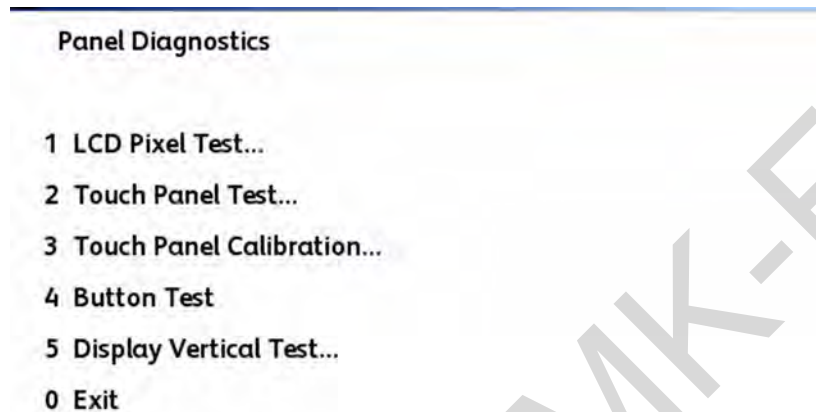 Panel Diagnostics
1 LCD Pixel Test...
2 Touch Panel Test...
3 Touch Panel Calibration...
4 Button Test
5 Display Vertical Test...
0 Exit